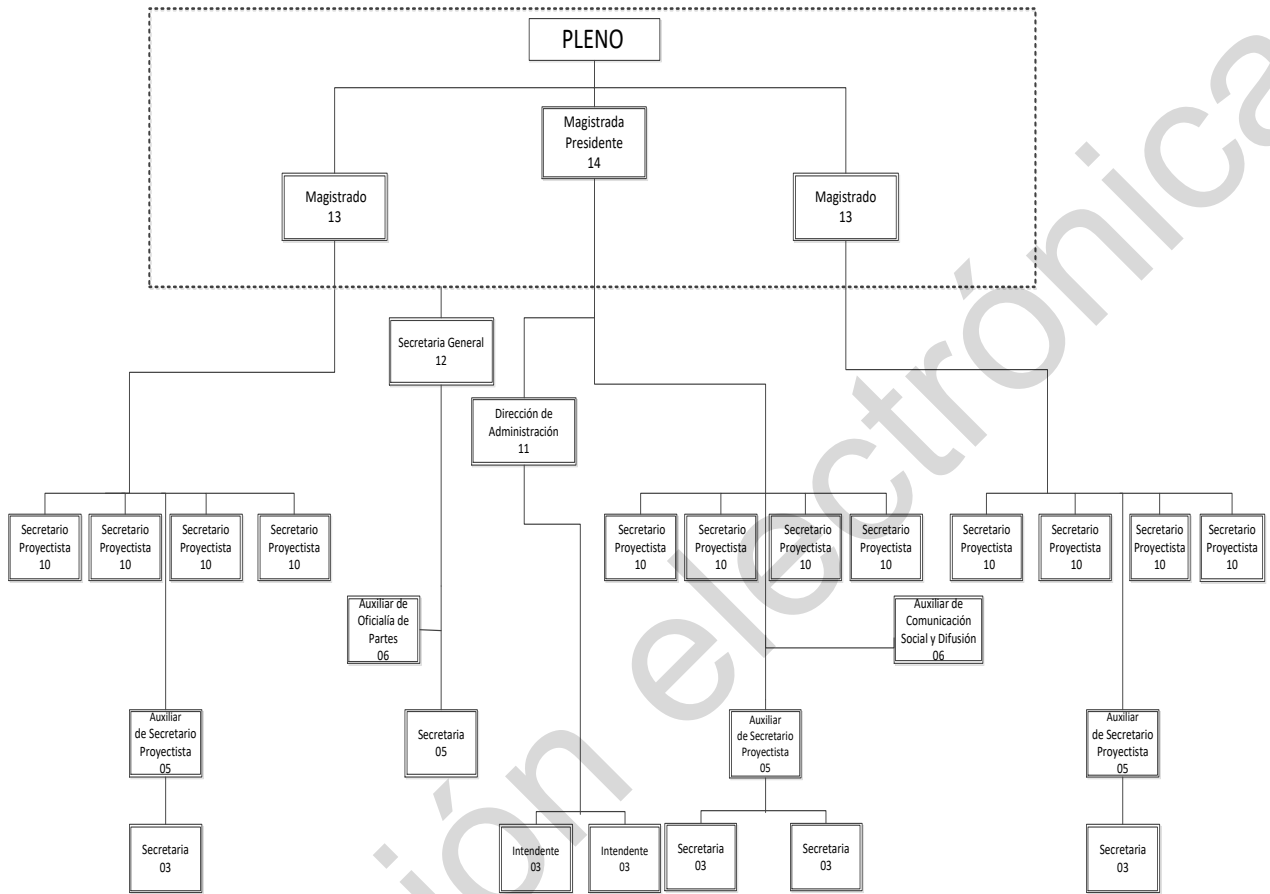 PLENO
Magistrada
Presidente
14
Magistrado
13
Magistrado
13
Secretaria General
12
Dirección de
Administración
11
Secretario
Proyectista
10
Secretario
Proyectista
10
Secretario
Proyectista
10
Secretario
Proyectista
10
Secretario
Proyectista
10
Secretario
Proyectista
10
Secretario
Proyectista
10
Secretario
Proyectista
10
Secretario
Proyectista
10
Secretario
Proyectista
10
Secretario
Proyectista
10
Secretario
Proyectista
10
Auxiliar de
Oficialía de
Partes
06
Auxiliar de
Comunicación
Social y Difusión
06
Auxiliar
de Secretario
Proyectista
05
Secretaria
05
Auxiliar
de Secretario
Proyectista
05
Auxiliar
de Secretario
Proyectista
05
Secretaria
03
Intendente
03
Intendente
03
Secretaria
03
Secretaria
03
Secretaria
03
ión electrónica